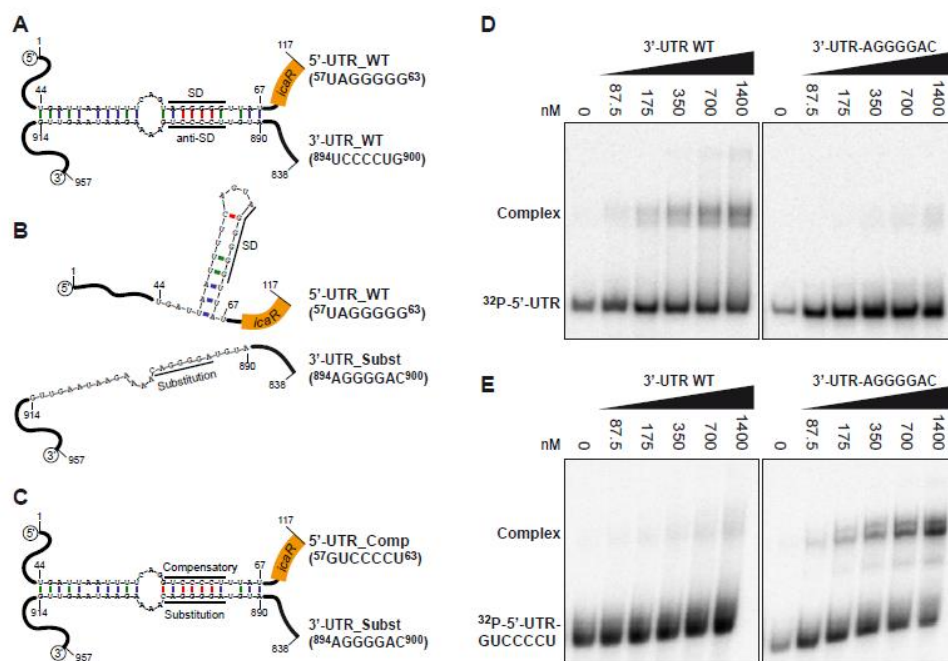 A
5'
1
44
914
3'
957
SD
anti-SD
67
890
117
icaR
838
5'-UTR_WT
(⁵⁷UAGGGGG⁶³)
3'-UTR_WT
(⁸⁹⁴UCCCCUG⁹⁰⁰)
B
5'
1
44
SD
67
117
icaR
5'-UTR_WT
(⁵⁷UAGGGGG⁶³)
890
838
3'-UTR_Subst
(⁸⁹⁴AGGGGAC⁹⁰⁰)
Substitution
914
3'
957
C
5'
1
44
914
3'
957
Compensatory
Substitution
67
890
117
icaR
838
5'-UTR_Comp
(⁵⁷GUCCCCU⁶³)
3'-UTR_Subst
(⁸⁹⁴AGGGGAC⁹⁰⁰)
D
3'-UTR WT
3'-UTR-AGGGGAC
nM 0 87.5 175 350 700 1400 0 87.5 175 350 700 1400
Complex
³²P-5'-UTR
E
3'-UTR WT
3'-UTR-AGGGGAC
nM 0 87.5 175 350 700 1400 0 87.5 175 350 700 1400
Complex
³²P-5'-UTR-
GUCCCCU